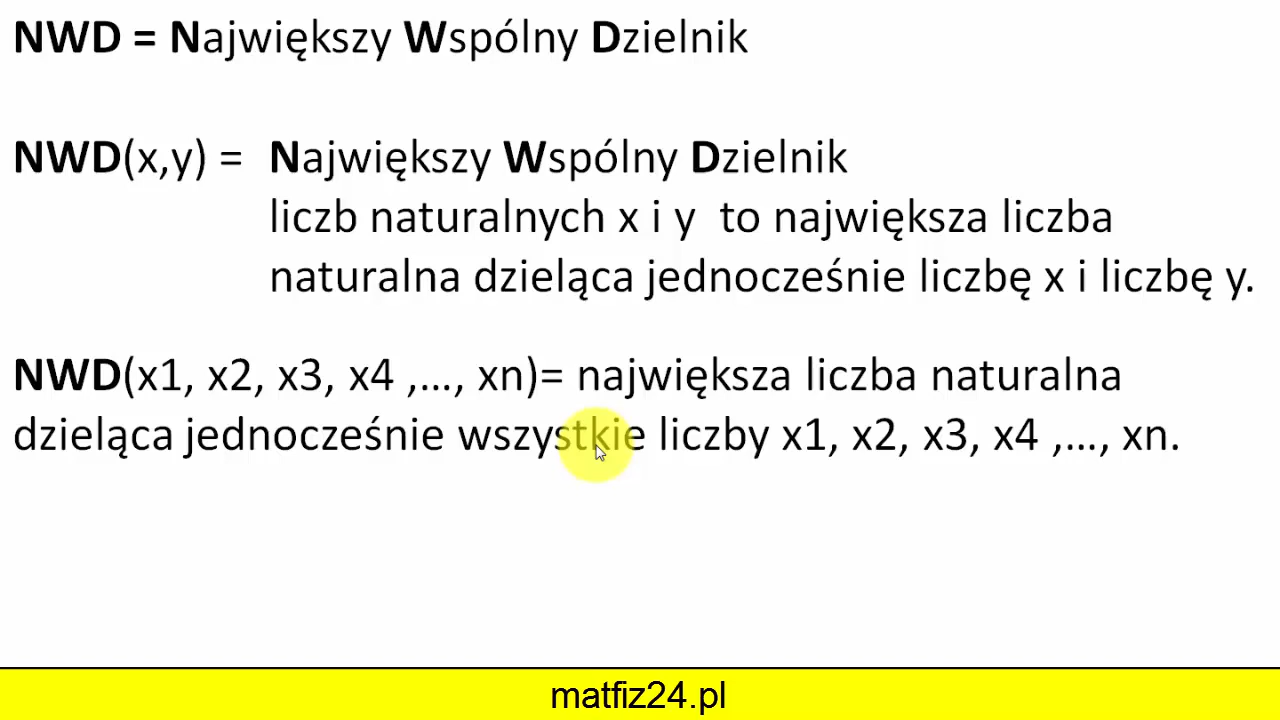 NWD = Największy Wspólny Dzielnik
NWD(x,y) = Największy Wspólny Dzielnik
liczb naturalnych x i y to największa liczba
naturalna dzieląca jednocześnie liczbę x i liczbę y.
NWD(x1, x2, x3, x4 ,..., xn)= największa liczba naturalna
dzieląca jednocześnie wszystkie liczby x1, x2, x3, x4 ,..., xn.
matfiz24.pl